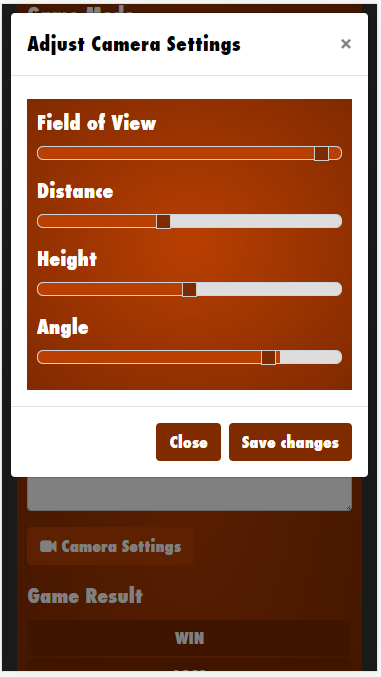 Game Mode
Adjust Camera Settings
×
Field of View
Distance
Height
Angle
Close
Save changes
Camera Settings
Game Result
WIN